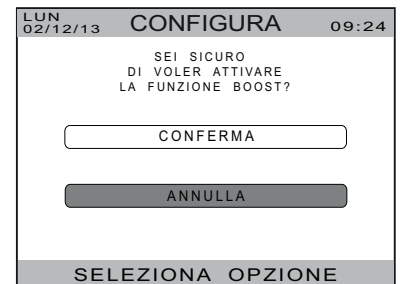 LUN
02/12/13 CONFIGURA 09:24
SEI SICURO
DI VOLER ATTIVARE
LA FUNZIONE BOOST?
CONFERMA
ANNULLA
SELEZIONA OPZIONE